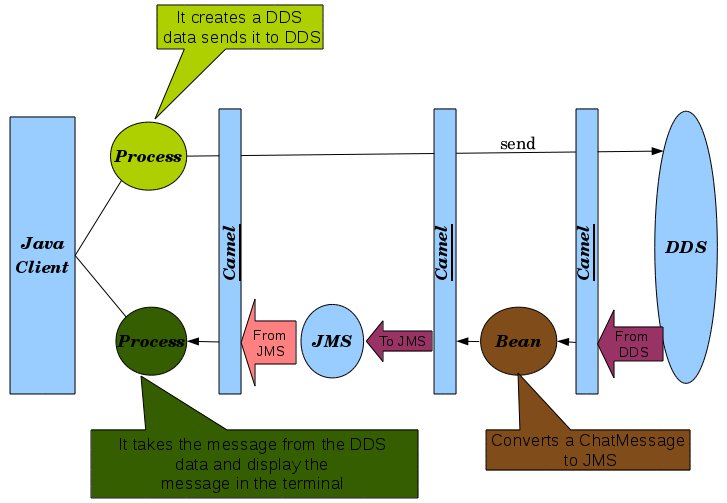 It creates a DDS
data sends it to DDS
send
Process
Java
Client
Camel
Camel
Camel
DDS
Process
From
JMS
JMS
To JMS
Bean
From
DDS
It takes the message from the DDS
data and display the
message in the terminal
Converts a ChatMessage
to JMS